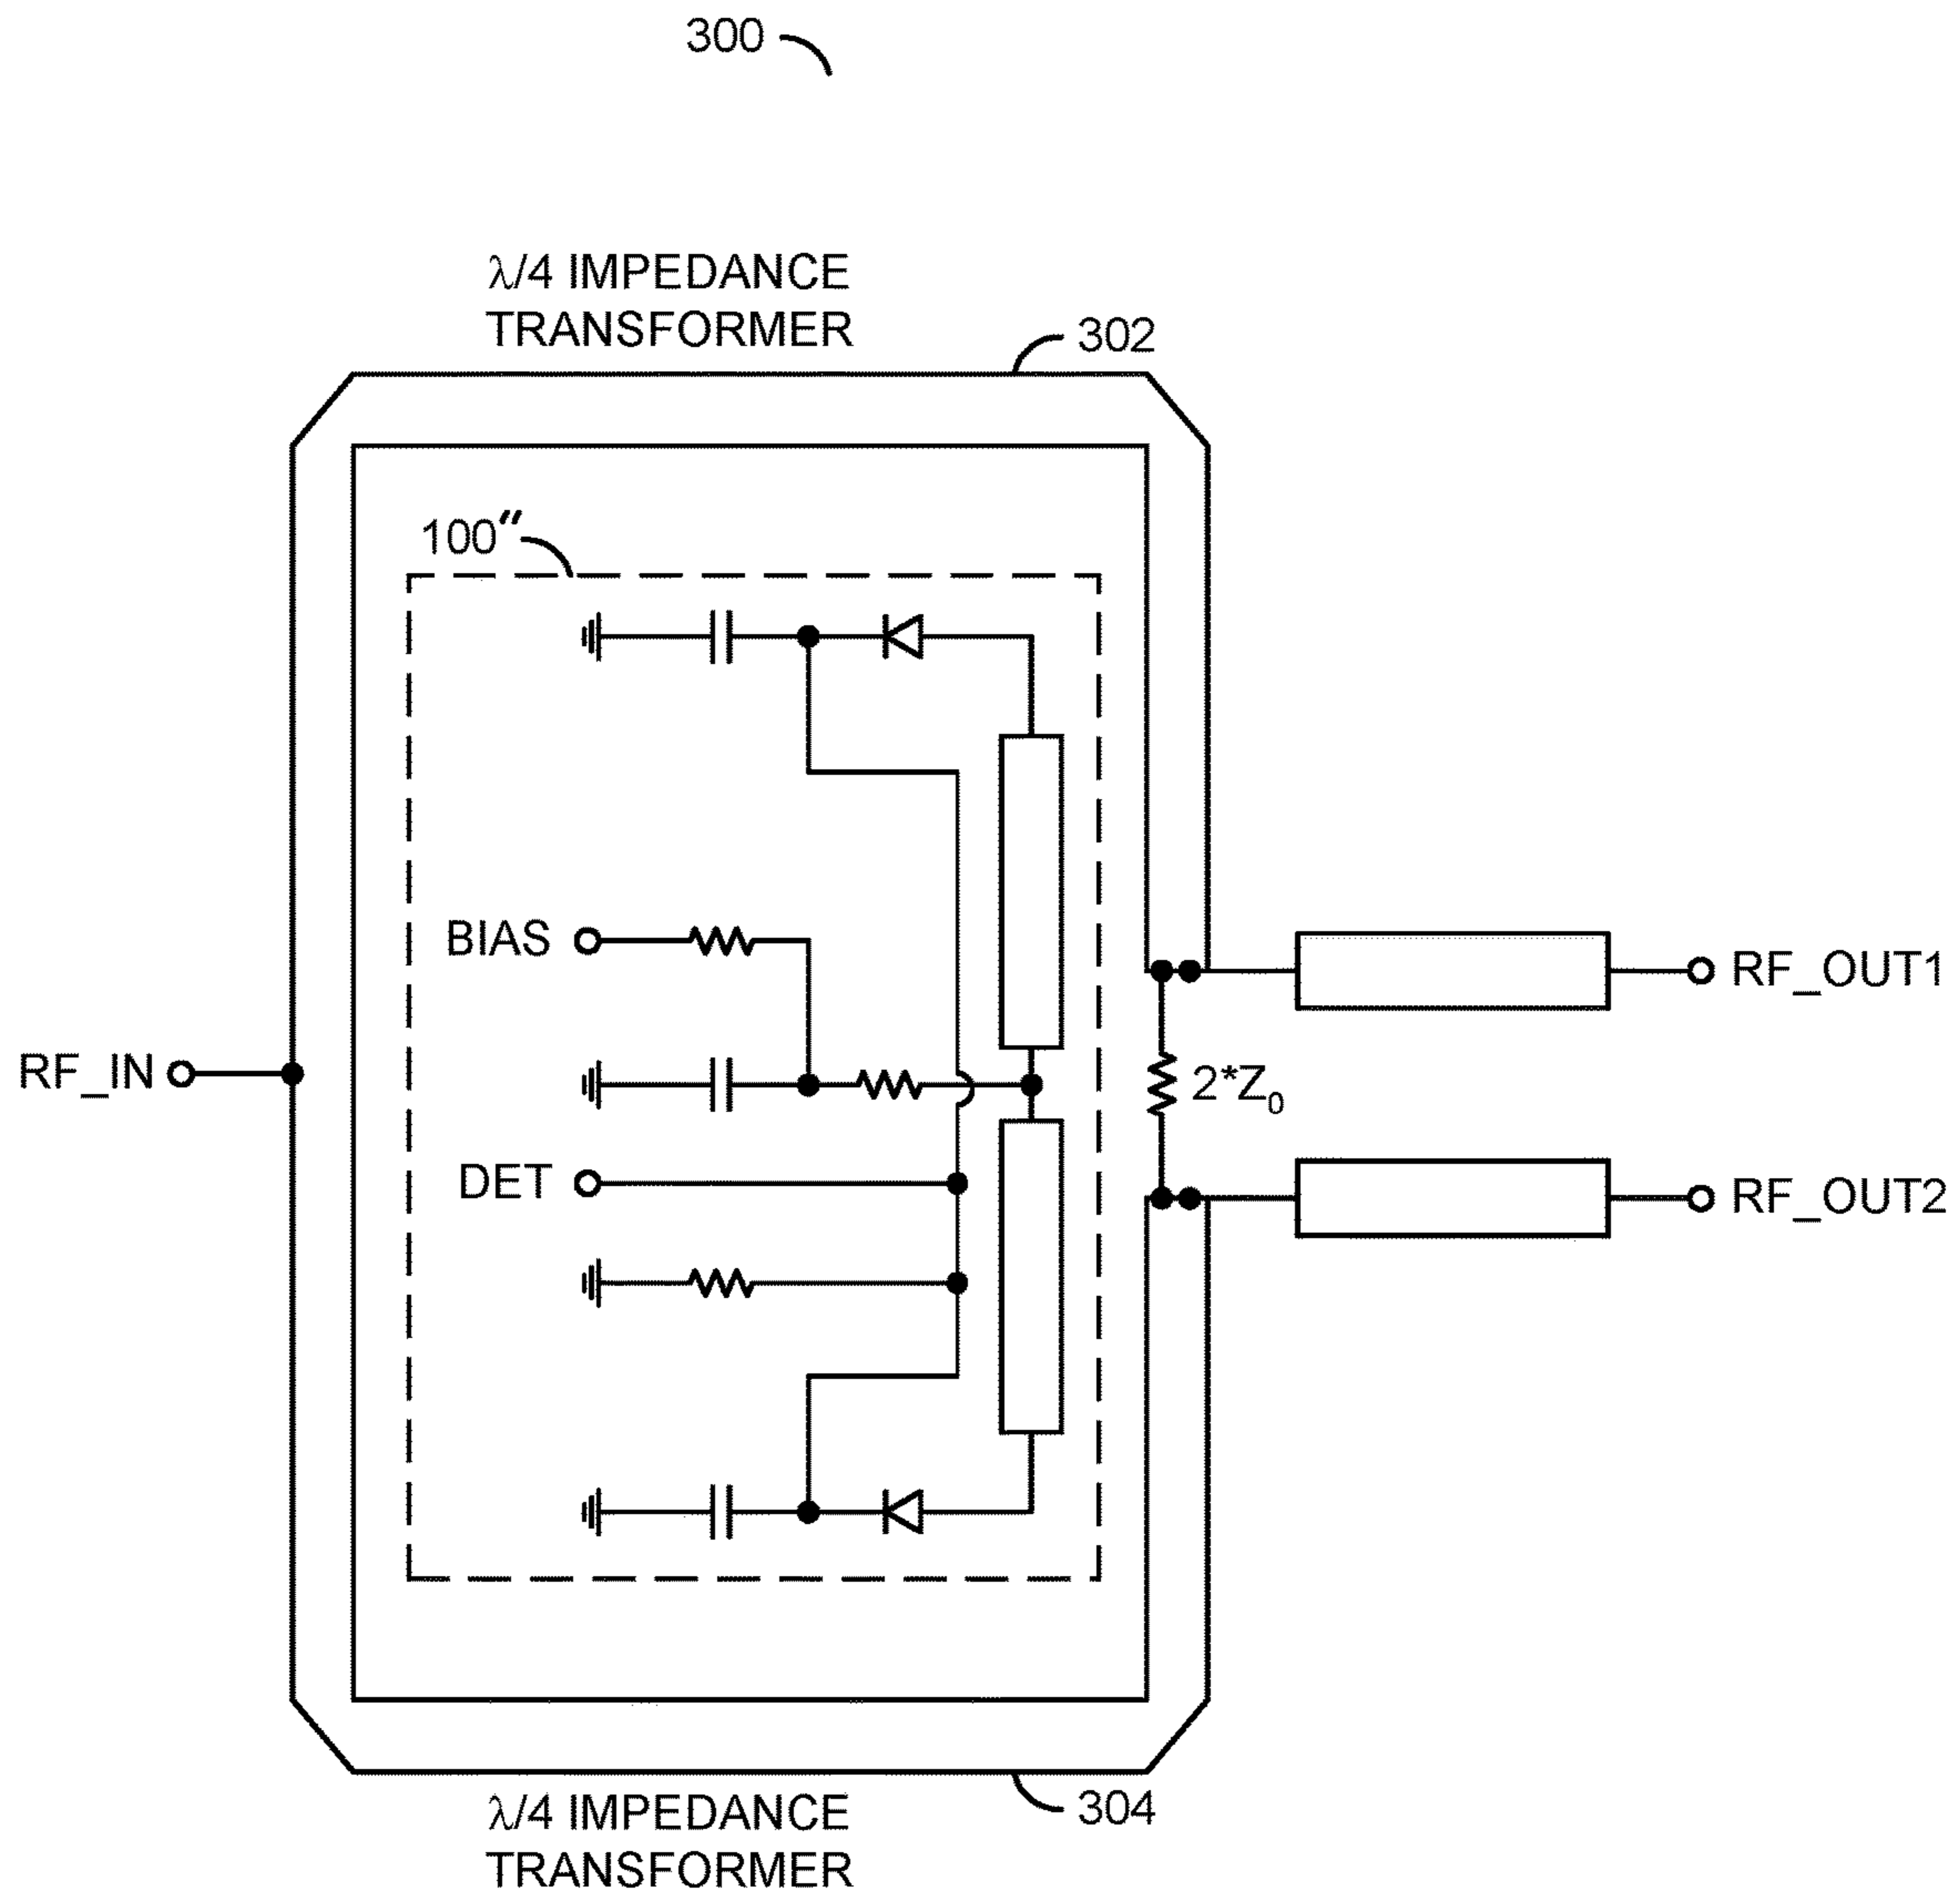 300
λ/4 IMPEDANCE
TRANSFORMER
302
100"
BIAS
RF_OUT1
RF_IN
2*Z0
DET
RF_OUT2
304
λ/4 IMPEDANCE
TRANSFORMER